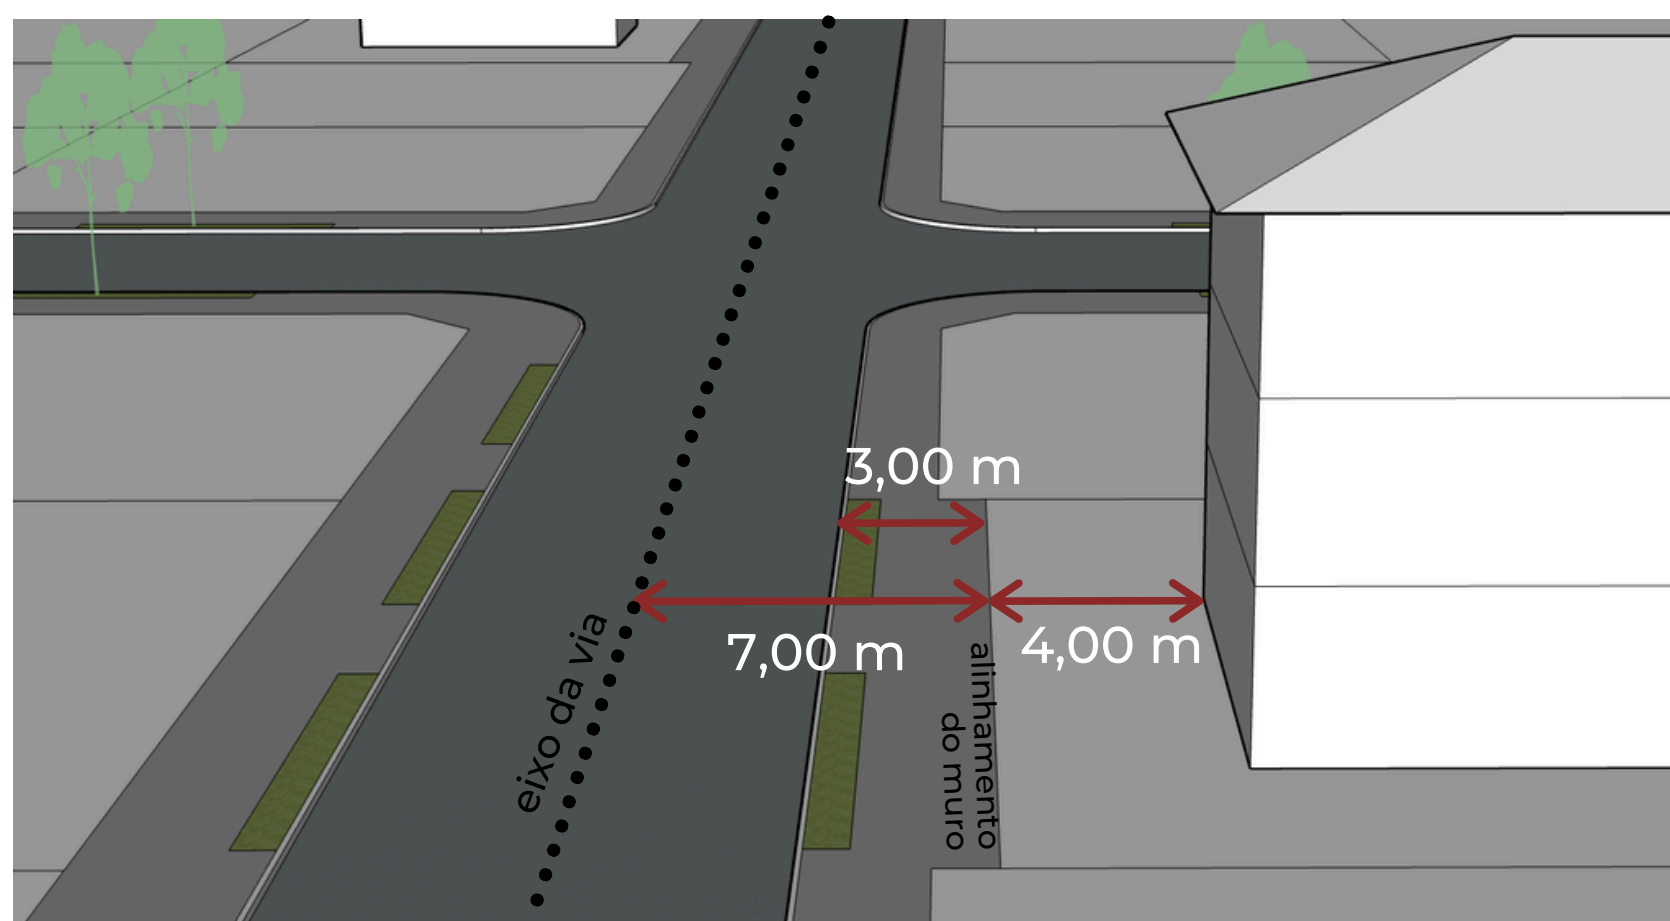 3,00 m
7,00 m
4,00 m
eixo da via
alinhamento
do muro